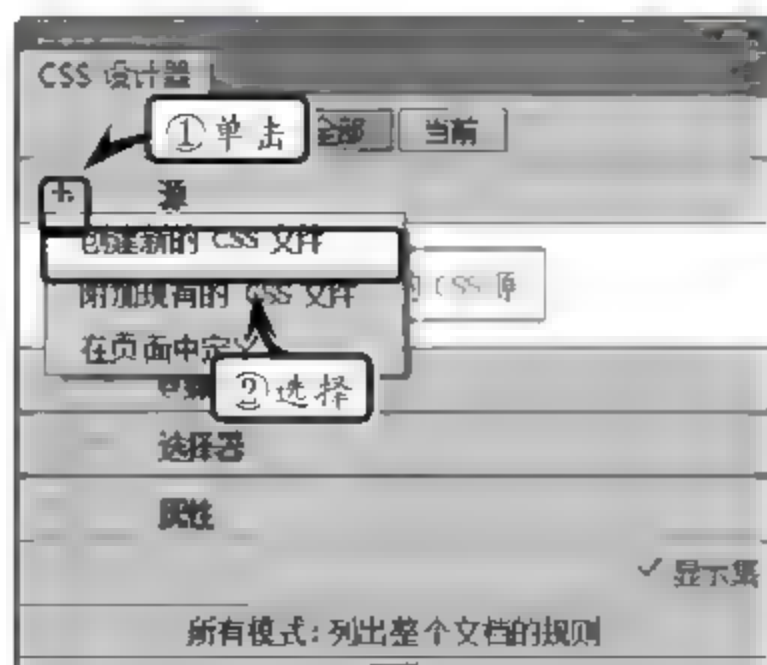 CSS 设计器
①单击 全部 当前
+ 源
创建新的 CSS 文件
附加现有的 CSS 文件
CSS 源
在页面中定义
②选择
选择器
属性
✓ 显示集
所有模式:列出整个文档的规则